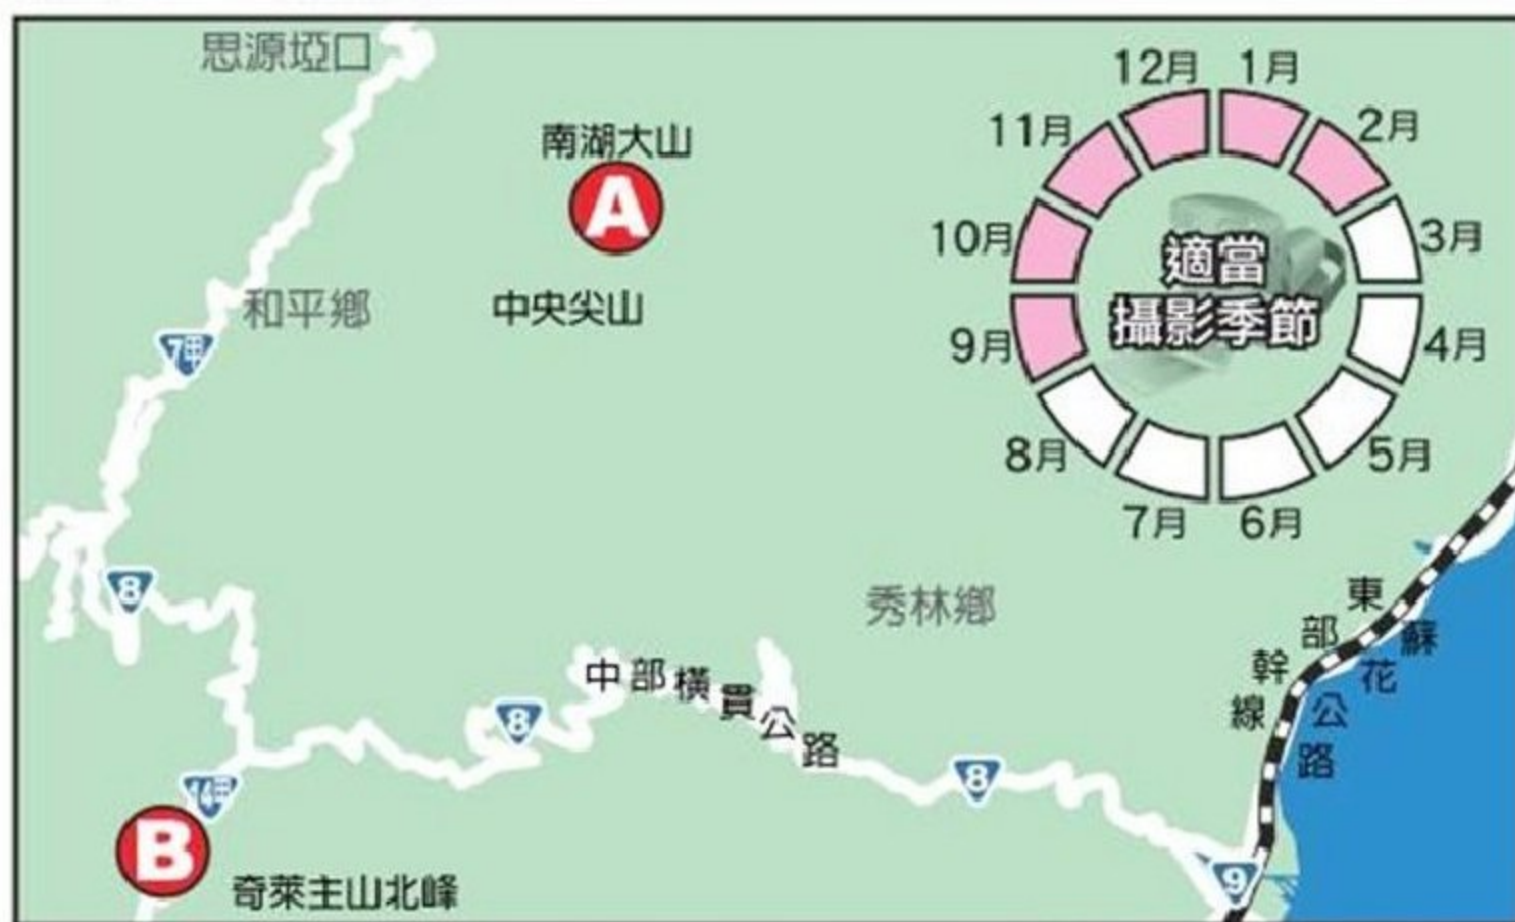 思源埡口
南湖大山
A
中央尖山
和平鄉
7甲
12月
1月
2月
3月
4月
5月
6月
7月
8月
9月
10月
11月
適當
攝影季節
8
秀林鄉
中部橫貫公路
8
8
14甲
B
奇萊主山北峰
東部幹線
蘇花公路
9